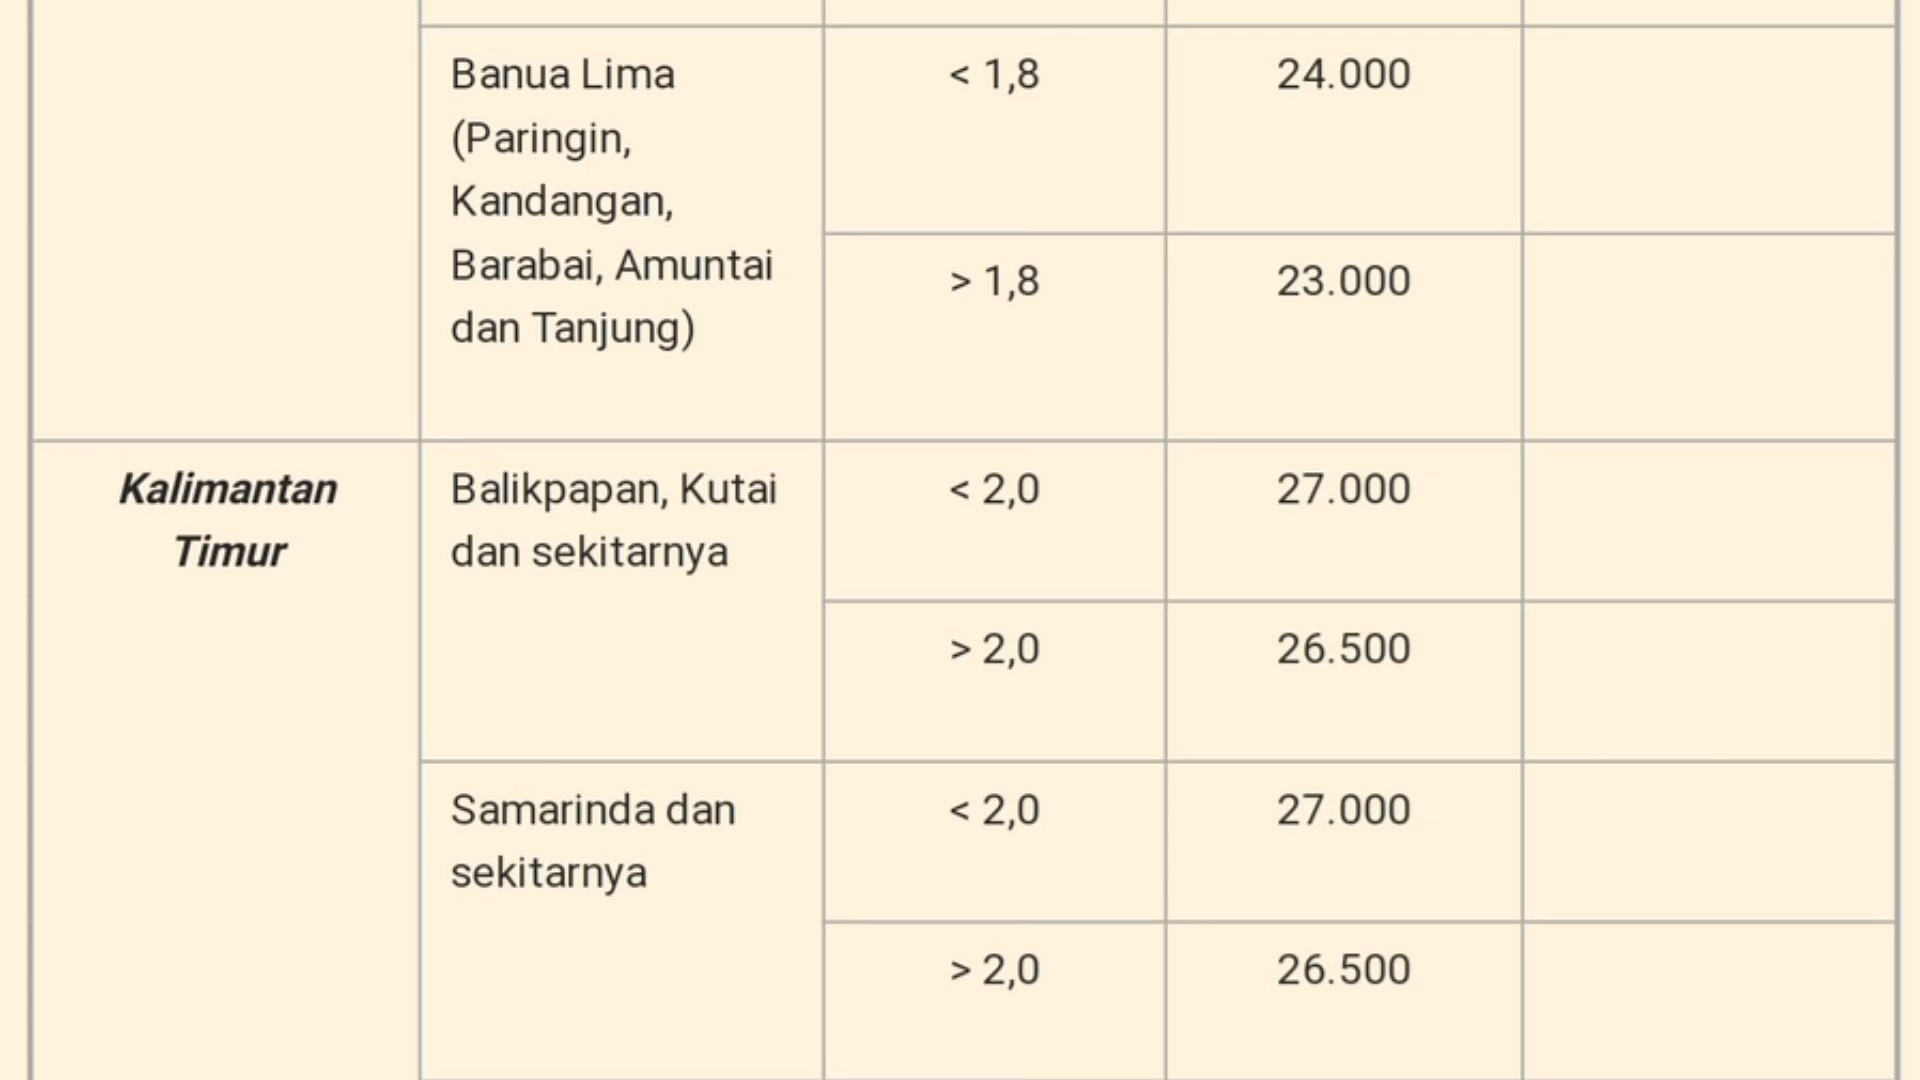 Banua Lima
(Paringin,
Kandangan,
Barabai, Amuntai
dan Tanjung)
< 1,8
24.000
> 1,8
23.000
Kalimantan
Timur
Balikpapan, Kutai
dan sekitarnya
< 2,0
27.000
> 2,0
26.500
Samarinda dan
sekitarnya
< 2,0
27.000
> 2,0
26.500